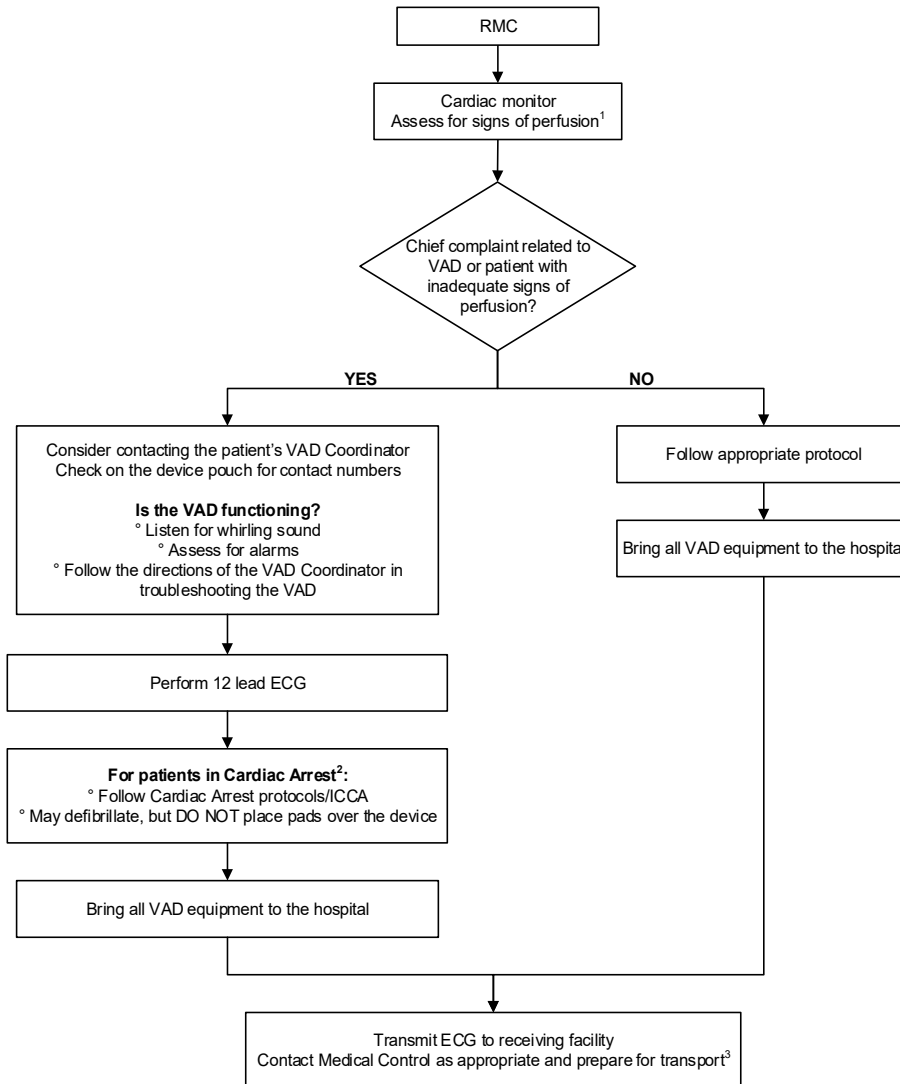 RMC
Cardiac monitor
Assess for signs of perfusion¹
Chief complaint related to
VAD or patient with
inadequate signs of
perfusion?
YES
NO
Consider contacting the patient's VAD Coordinator
Check on the device pouch for contact numbers
Is the VAD functioning?
° Listen for whirling sound
° Assess for alarms
° Follow the directions of the VAD Coordinator in
troubleshooting the VAD
Follow appropriate protocol
Bring all VAD equipment to the hospital
Perform 12 lead ECG
For patients in Cardiac Arrest²:
° Follow Cardiac Arrest protocols/ICCA
° May defibrillate, but DO NOT place pads over the device
Bring all VAD equipment to the hospital
Transmit ECG to receiving facility
Contact Medical Control as appropriate and prepare for transport³